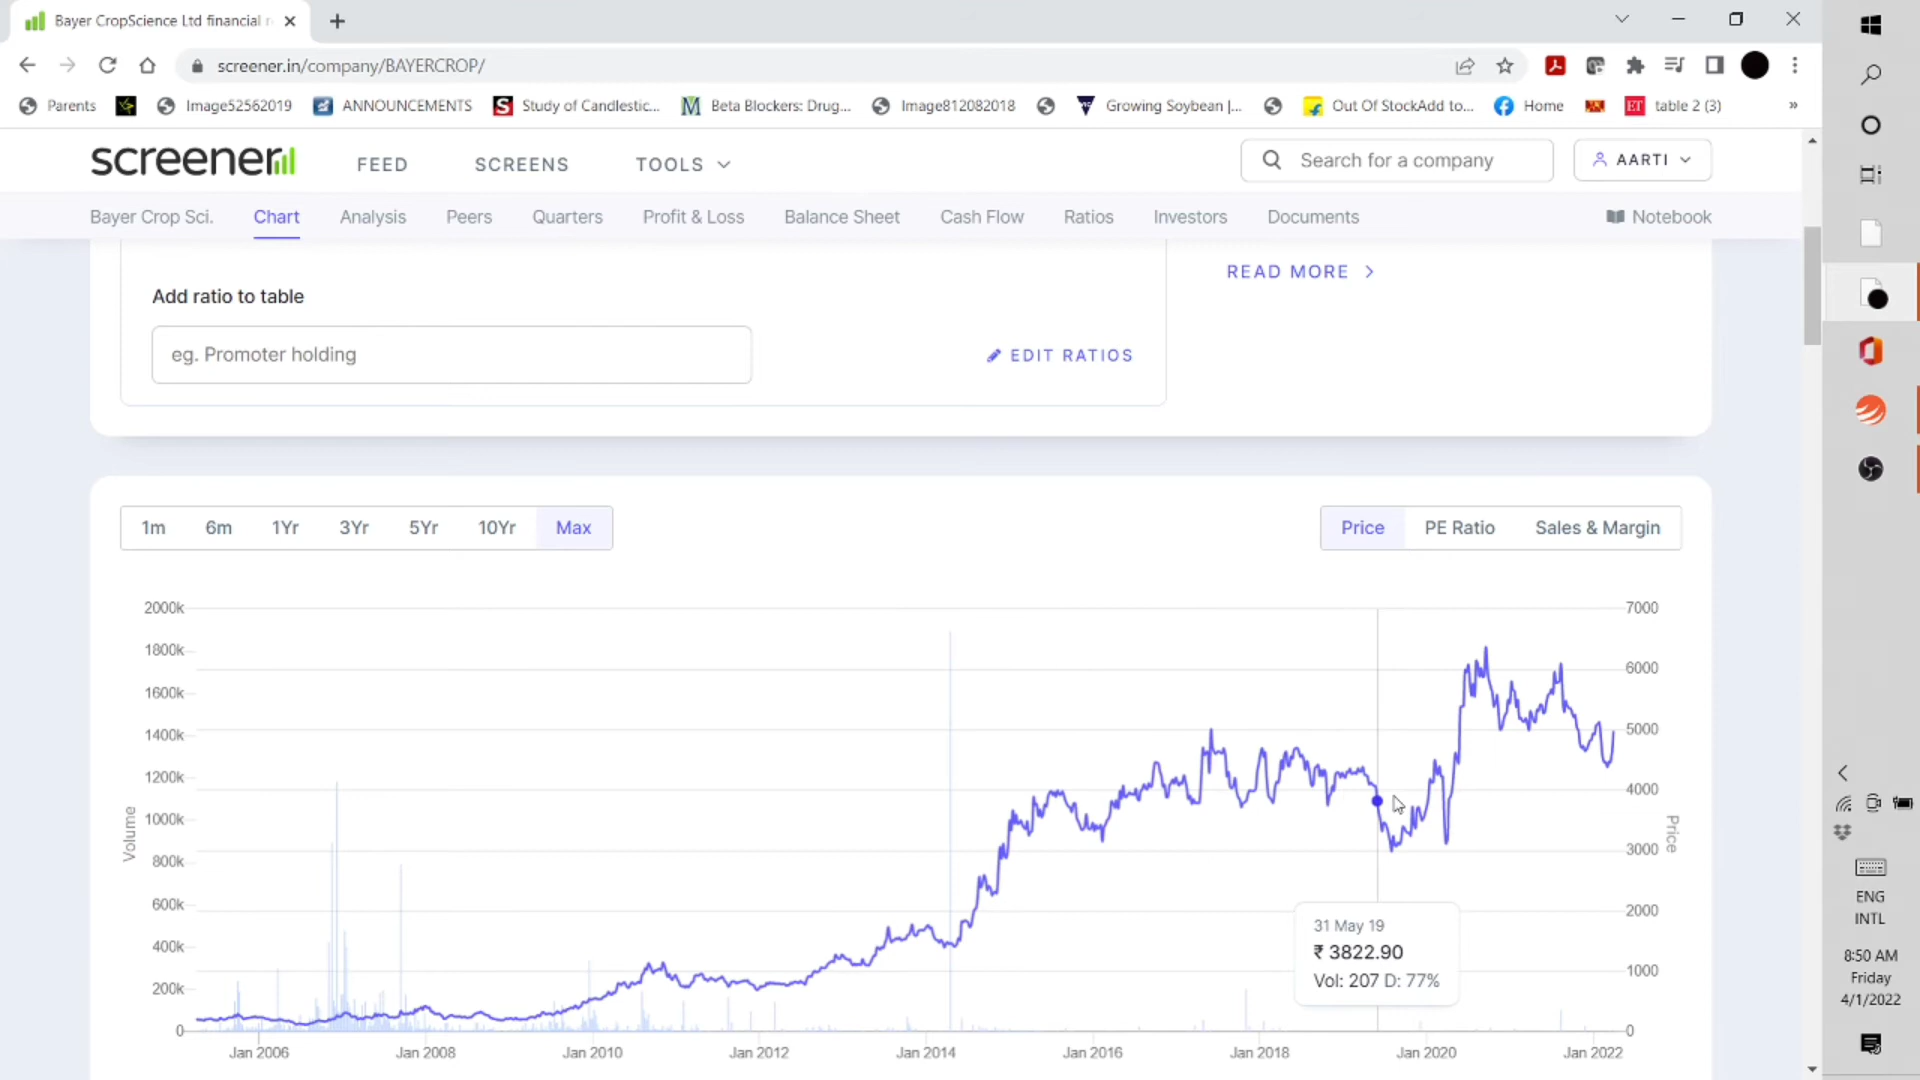 Bayer CropScience Ltd financial r
screener.in/company/BAYERCROP/
Parents
Image52562019
ANNOUNCEMENTS
Study of Candlestic...
Beta Blockers: Drug...
Image812082018
Growing Soybean |...
Out Of StockAdd to...
Home
ET
table 2 (3)
»
screener
FEED
SCREENS
TOOLS
Search for a company
AARTI
Bayer Crop Sci.
Chart
Analysis
Peers
Quarters
Profit & Loss
Balance Sheet
Cash Flow
Ratios
Investors
Documents
Notebook
READ MORE
Add ratio to table
eg. Promoter holding
EDIT RATIOS
1m 6m 1Yr 3Yr 5Yr 10Yr Max
Price PE Ratio Sales & Margin
2000k 7000
1800k 6000
1600k
1400k 5000
1200k 4000
1000k
Volume
Price
800k 3000
600k 2000
31 May 19
400k
₹ 3822.90
1000
Vol: 207 D: 77%
200k
0 0
Jan 2006 Jan 2008 Jan 2010 Jan 2012 Jan 2014 Jan 2016 Jan 2018 Jan 2020 Jan 2022
ENG
INTL
8:50 AM
Friday
4/1/2022